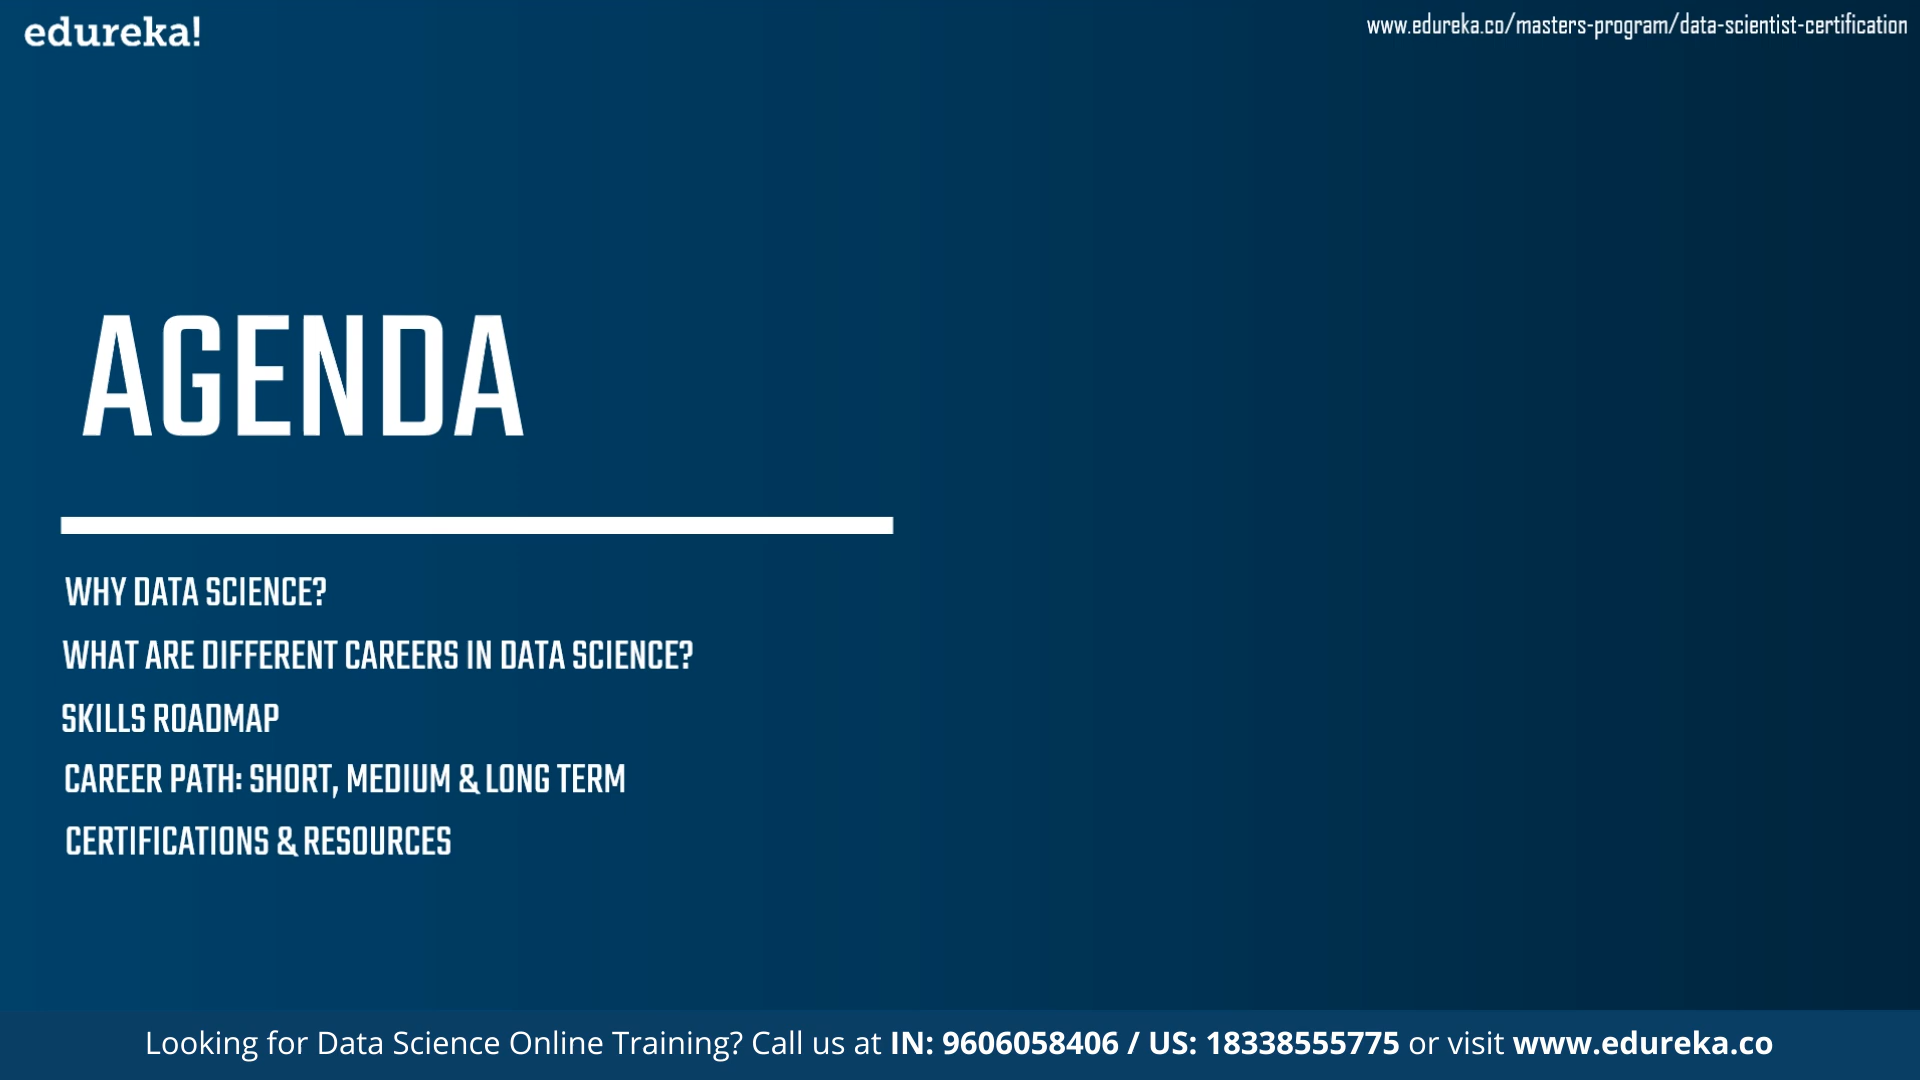 edureka!
www.edureka.co/masters-program/data-scientist-certification
AGENDA
WHY DATA SCIENCE?
WHAT ARE DIFFERENT CAREERS IN DATA SCIENCE?
SKILLS ROADMAP
CAREER PATH: SHORT, MEDIUM & LONG TERM
CERTIFICATIONS & RESOURCES
Looking for Data Science Online Training? Call us at IN: 9606058406 / US: 18338555775 or visit www.edureka.co